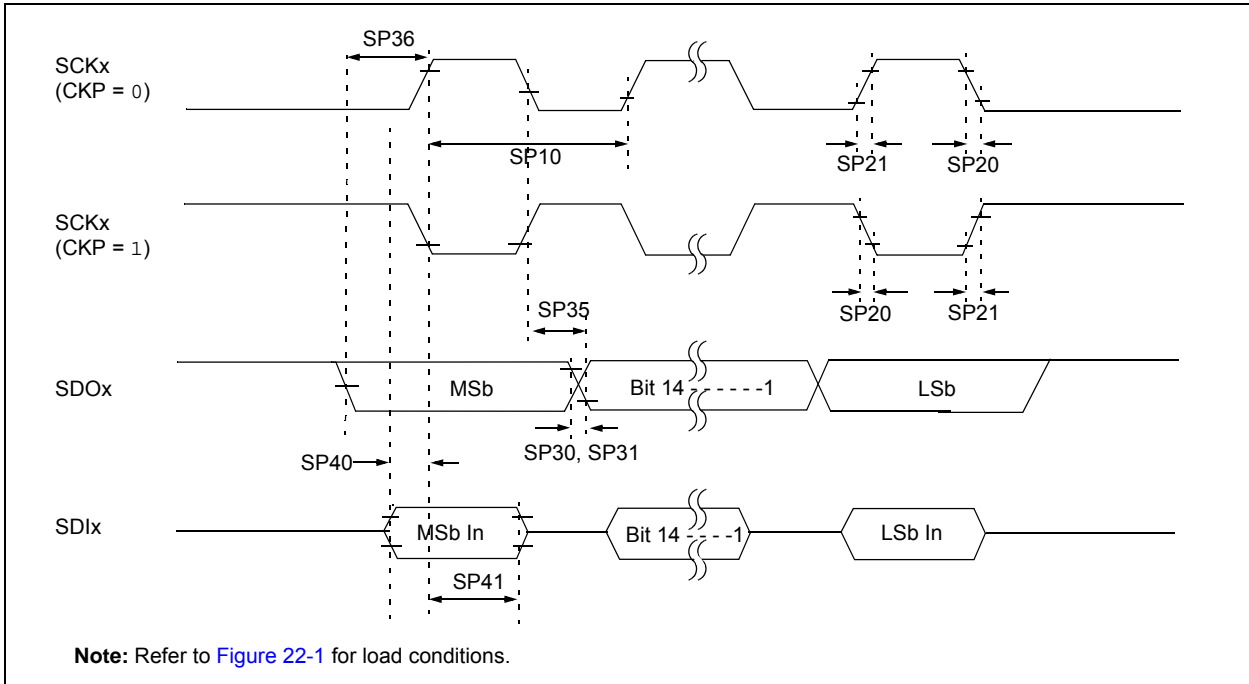 SP36
SCKx
(CKP = 0)
SP10
SP21
SP20
SCKx
(CKP = 1)
SP35
SP20
SP21
SDOx
MSb
Bit 14 - - - - - -1
LSb
SP30, SP31
SP40
SDIx
MSb In
Bit 14 - - - -1
LSb In
SP41
Note: Refer to Figure 22-1 for load conditions.